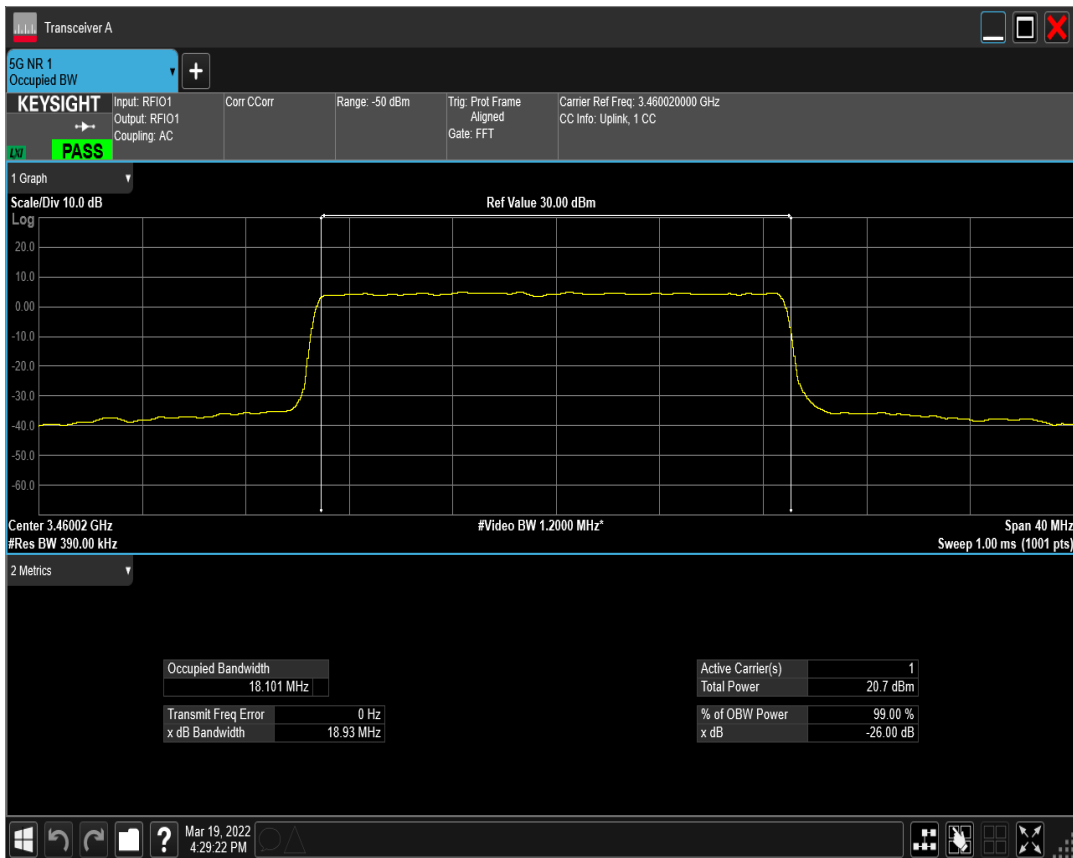 Transceiver A
5G NR 1
Occupied BW
+
KEYSIGHT
LXI
PASS
Input: RFIO1
Output: RFIO1
Coupling: AC
Corr CCorr
Range: -50 dBm
Trig: Prot Frame
Aligned
Gate: FFT
Carrier Ref Freq: 3.460020000 GHz
CC Info: Uplink, 1 CC
1 Graph
Scale/Div 10.0 dB
Ref Value 30.00 dBm
Log
20.0
10.0
0.00
-10.0
-20.0
-30.0
-40.0
-50.0
-60.0
Center 3.46002 GHz
#Video BW 1.2000 MHz*
Span 40 MHz
#Res BW 390.00 kHz
Sweep 1.00 ms (1001 pts)
2 Metrics
Occupied Bandwidth
18.101 MHz
Transmit Freq Error 0 Hz
x dB Bandwidth 18.93 MHz
Active Carrier(s) 1
Total Power 20.7 dBm
% of OBW Power 99.00 %
x dB -26.00 dB
?
Mar 19, 2022
4:29:22 PM